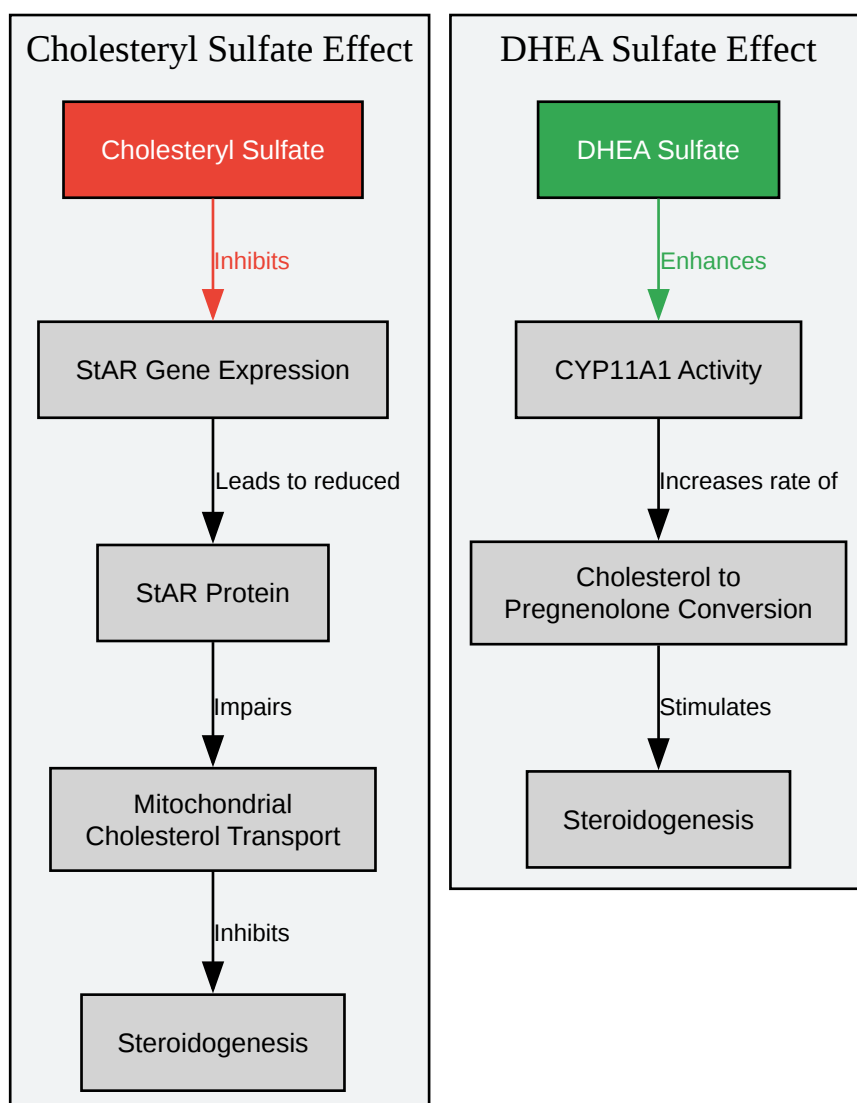 Cholesteryl Sulfate Effect
Cholesteryl Sulfate
Inhibits
StAR Gene Expression
Leads to reduced
StAR Protein
Impairs
Mitochondrial
Cholesterol Transport
Inhibits
Steroidogenesis
DHEA Sulfate Effect
DHEA Sulfate
Enhances
CYP11A1 Activity
Increases rate of
Cholesterol to
Pregnenolone Conversion
Stimulates
Steroidogenesis